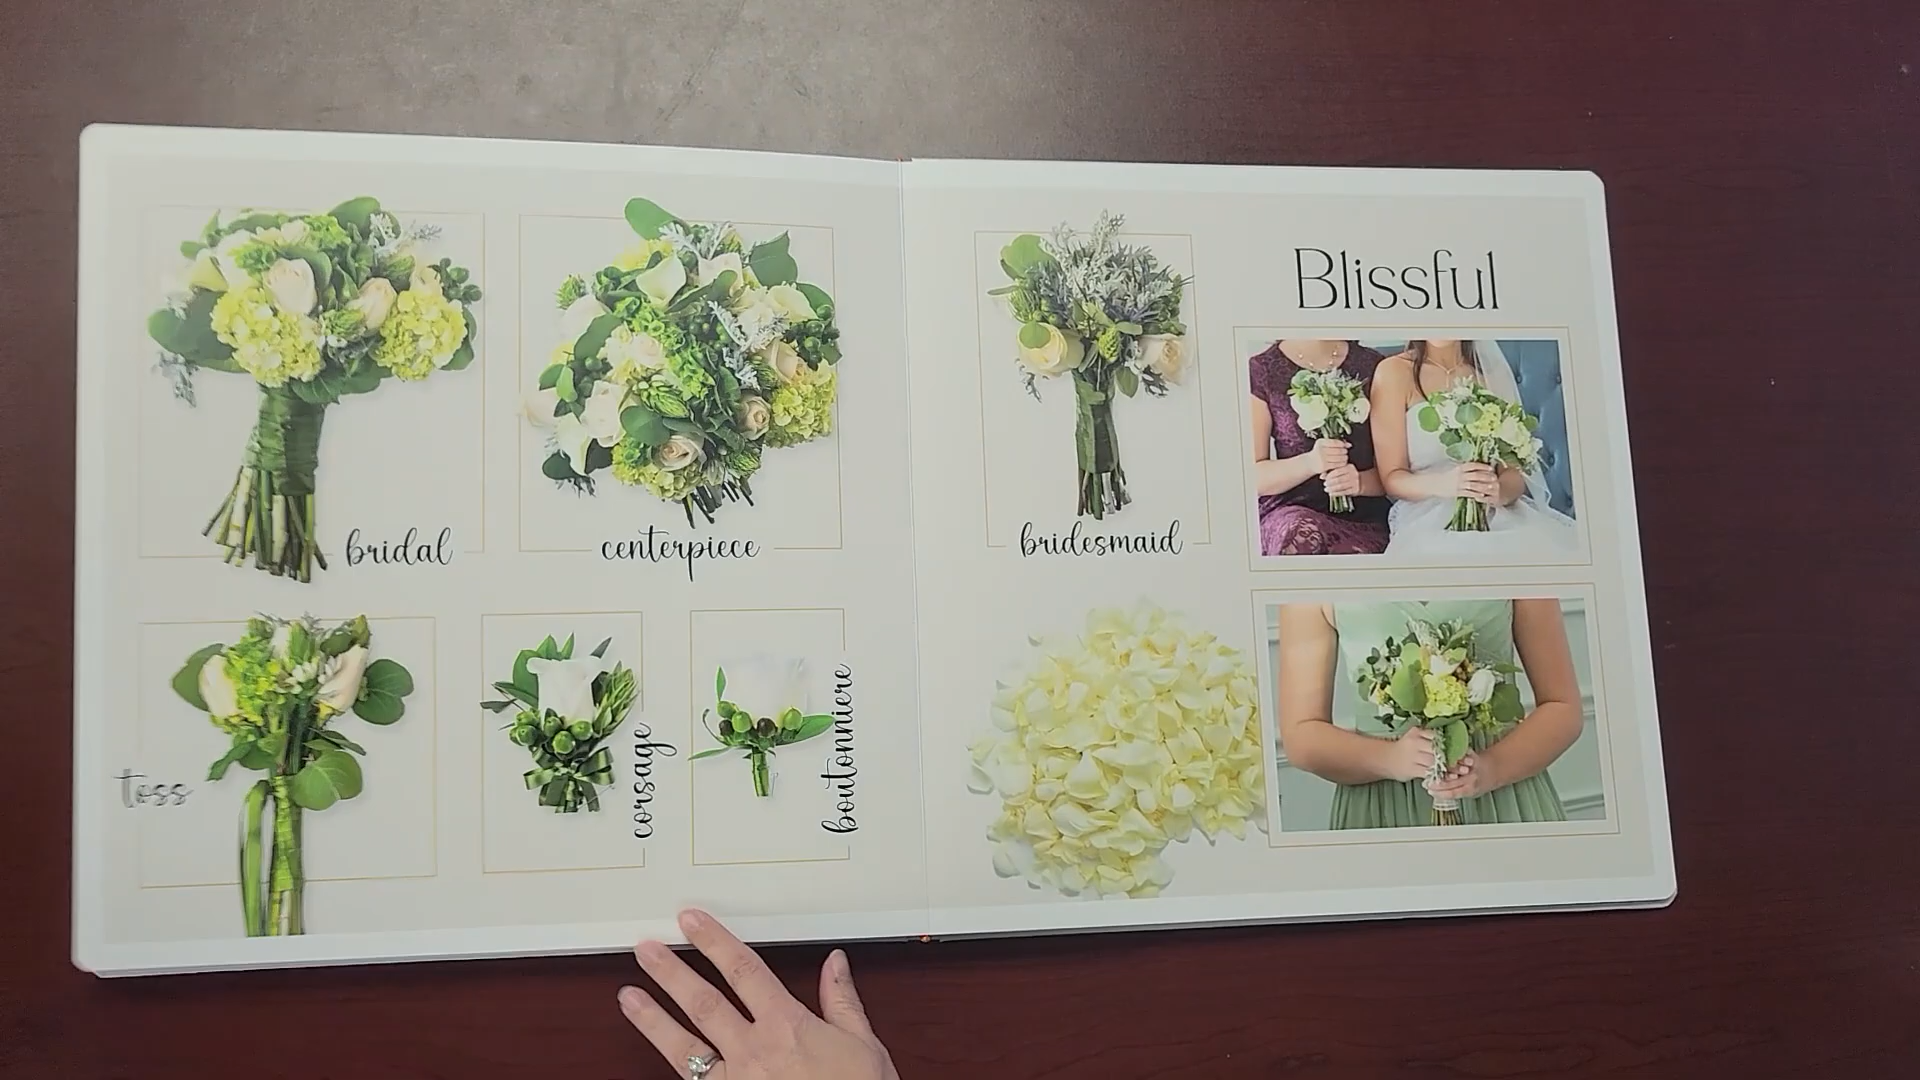 bridal
centerpiece
toss
corsage
boutonniere
bridesmaid
Blissful